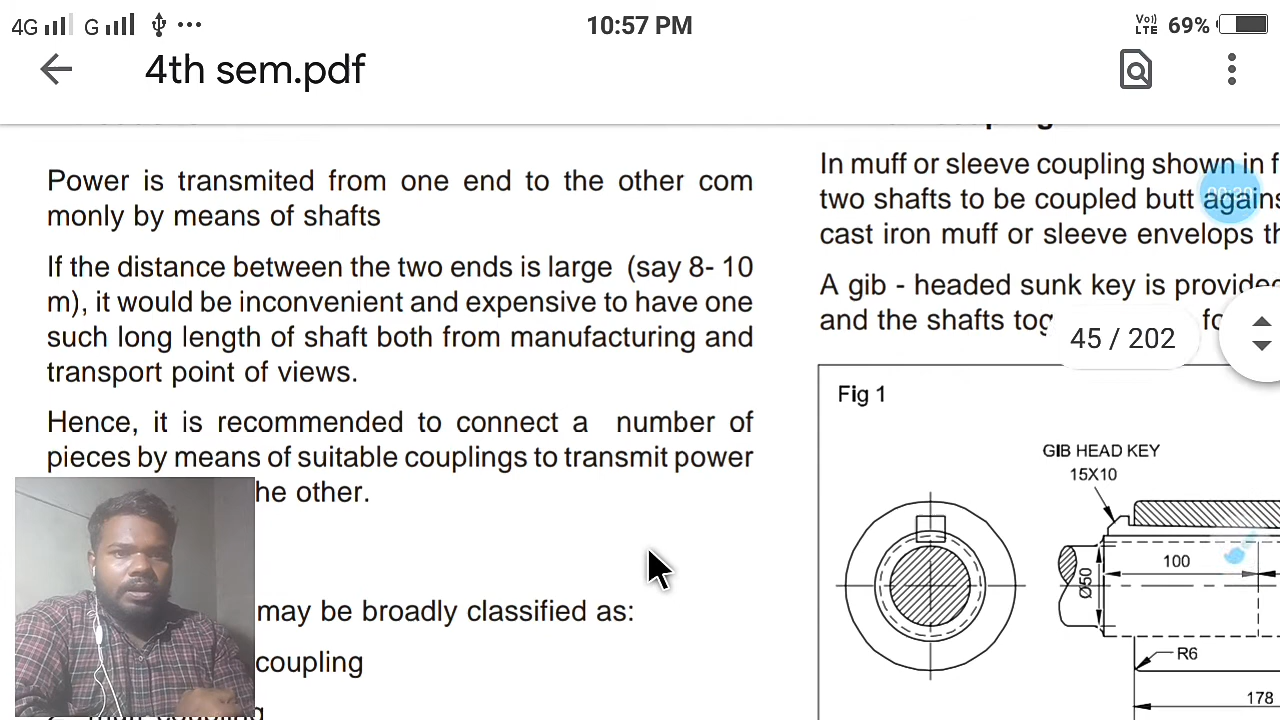 4G G 10:57 PM Vo) LTE 69%
4th sem.pdf
Power is transmited from one end to the other com
monly by means of shafts
If the distance between the two ends is large (say 8- 10
m), it would be inconvenient and expensive to have one
such long length of shaft both from manufacturing and
transport point of views.
Hence, it is recommended to connect a number of
pieces by means of suitable couplings to transmit power
he other.
may be broadly classified as:
coupling
In muff or sleeve coupling shown in f
two shafts to be coupled butt agains
cast iron muff or sleeve envelops th
A gib - headed sunk key is provided
and the shafts tog
45 / 202
Fig 1
GIB HEAD KEY
15X10
100
Ø50
R6
178